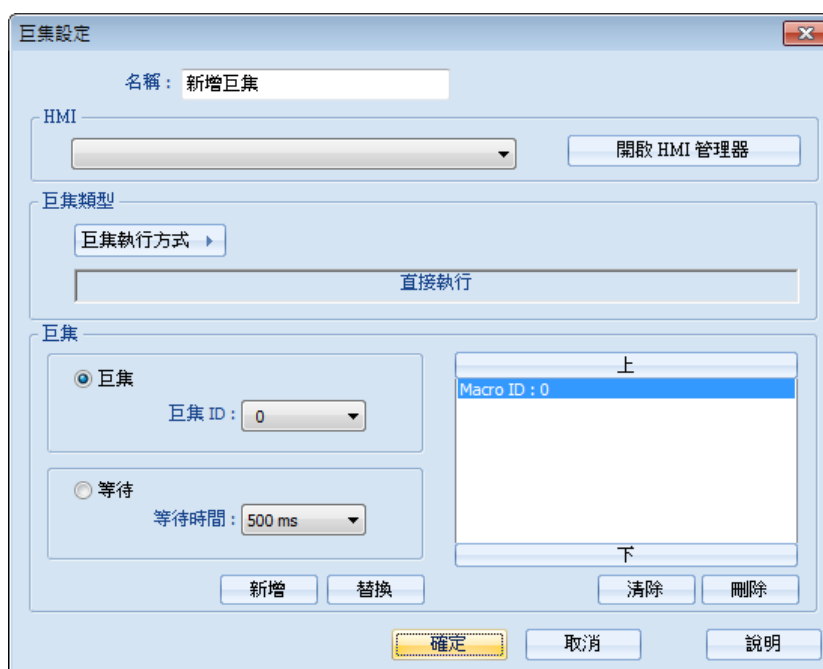 巨集設定
名稱： 新增巨集
HMI
開啟 HMI 管理器
巨集類型
巨集執行方式
直接執行
巨集
巨集
巨集 ID： 0
等待
等待時間： 500 ms
上
Macro ID : 0
下
新增 替換 清除 刪除
確定 取消 說明